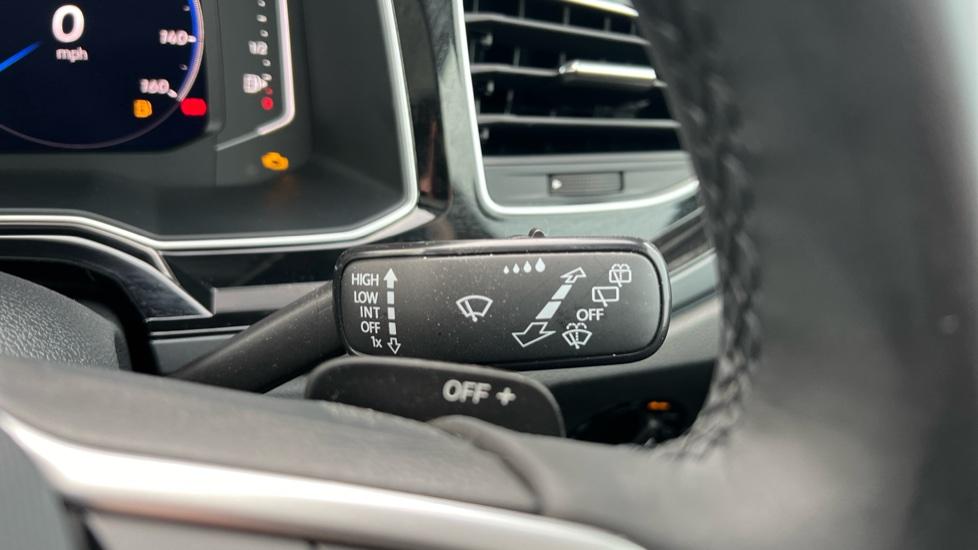 0
mph
140
160
1/2
HIGH
LOW
INT
OFF
1x
OFF
OFF +